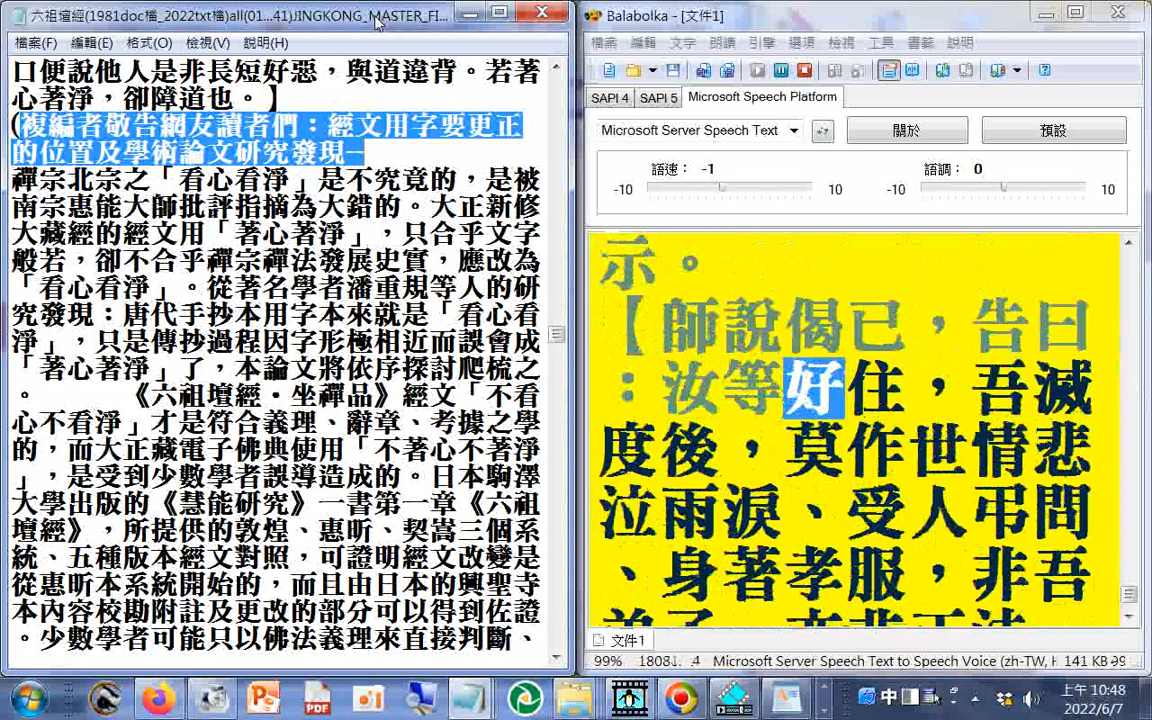 六祖壇經(1981doc檔_2022txt檔)all(01...41)JINGKONG_MASTER_FI...
檔案(F) 編輯(E) 格式(O) 檢視(V) 說明(H)
口便說他人是非長短好惡，與道違背。若著
心著淨，卻障道也。】
(複編者敬告網友讀者們：經文用字要更正
的位置及學術論文研究發現--
禪宗北宗之「看心看淨」是不究竟的，是被
南宗惠能大師批評指摘為大錯的。大正新修
大藏經的經文用「著心著淨」，只合乎文字
般若，卻不合乎禪宗禪法發展史實，應改為
「看心看淨」。從著名學者潘重規等人的研
究發現：唐代手抄本用字本來就是「看心看
淨」，只是傳抄過程因字形極相近而誤會成
「著心著淨」了，本論文將依序探討爬梳之
。　　　　《六祖壇經・坐禪品》經文「不看
心不看淨」才是符合義理、辭章、考據之學
的，而大正藏電子佛典使用「不著心不著淨
」，是受到少數學者誤導造成的。日本駒澤
大學出版的《慧能研究》一書第一章《六祖
壇經》，所提供的敦煌、惠昕、契嵩三個系
統、五種版本經文對照，可證明經文改變是
從惠昕本系統開始的，而且由日本的興聖寺
本內容校勘附註及更改的部分可以得到佐證
。少數學者可能只以佛法義理來直接判斷、
Balabolka - [文件1]
檔案 編輯 文字 朗讀 引擎 選項 檢視 工具 書籤 說明
SAPI 4 SAPI 5 Microsoft Speech Platform
Microsoft Server Speech Text 關於 預設
語速： -1 語調： 0
-10 10 -10 10
示。
【師說偈已，告曰
：汝等好住，吾滅
度後，莫作世情悲
泣雨淚、受人弔問
、身著孝服，非吾
弟子，亦非正法
文件1
99% Microsoft Server Speech Text to Speech Voice (zh-TW, H 141 KB
中
上午 10:48
2022/6/7